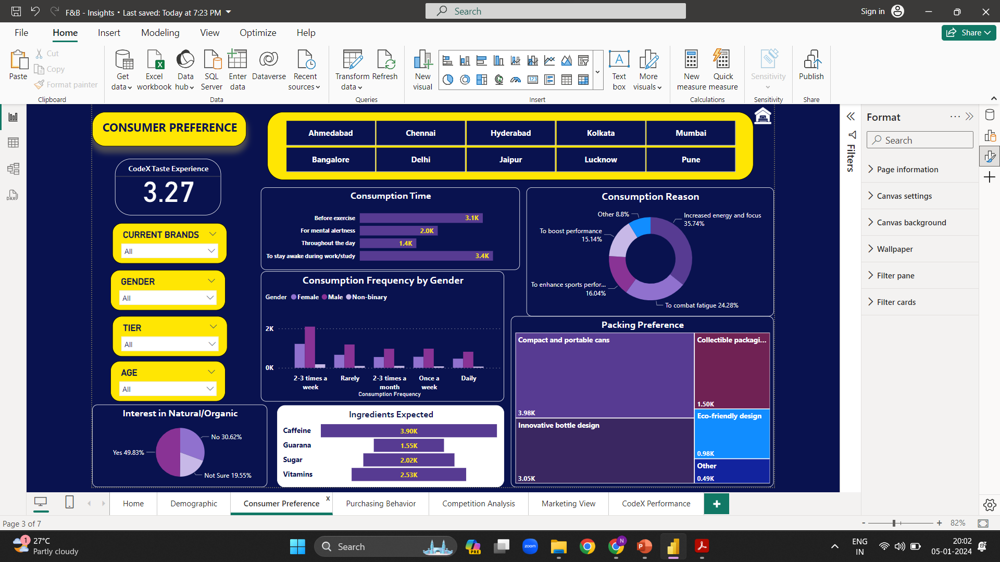 F&B - Insights • Last saved: Today at 7:23 PM
Search
Sign in
File
Home
Insert
Modeling
View
Optimize
Help
Share
Paste
Cut
Copy
Format painter
Clipboard
Get data
Excel workbook
Data hub
SQL Server
Enter data
Dataverse
Recent sources
Data
Transform data
Refresh
Queries
New visual
123
A
Text box
More visuals
Insert
New measure
Quick measure
Calculations
Sensitivity
Sensitivity
Publish
Share
DAX
CONSUMER PREFERENCE
Ahmedabad
Chennai
Hyderabad
Kolkata
Mumbai
Bangalore
Delhi
Jaipur
Lucknow
Pune
CodeX Taste Experience
3.27
CURRENT BRANDS
All
GENDER
All
TIER
All
AGE
All
Consumption Time
Before exercise 3.1K
For mental alertness 2.0K
Throughout the day 1.4K
To stay awake during work/study 3.4K
Consumption Reason
Other 8.8%
Increased energy and focus
35.74%
To boost performance
15.14%
To enhance sports perfor...
16.04%
To combat fatigue 24.28%
Consumption Frequency by Gender
Gender Female Male Non-binary
2K
0K
2-3 times a week
Rarely
2-3 times a month
Once a week
Daily
Consumption Frequency
Packing Preference
Compact and portable cans
3.98K
Collectible packagi...
1.50K
Innovative bottle design
3.05K
Eco-friendly design
0.98K
Other
0.49K
Interest in Natural/Organic
No 30.62%
Yes 49.83%
Not Sure 19.55%
Ingredients Expected
Caffeine 3.90K
Guarana 1.55K
Sugar 2.02K
Vitamins 2.53K
Filters
Format
Search
Page information
Canvas settings
Canvas background
Wallpaper
Filter pane
Filter cards
Home
Demographic
Consumer Preference
X
Purchasing Behavior
Competition Analysis
Marketing View
CodeX Performance
+
Page 3 of 7
- + 82%
1
27°C
Partly cloudy
Search
PRE
zoom
N
P
ENG
IN
20:02
05-01-2024